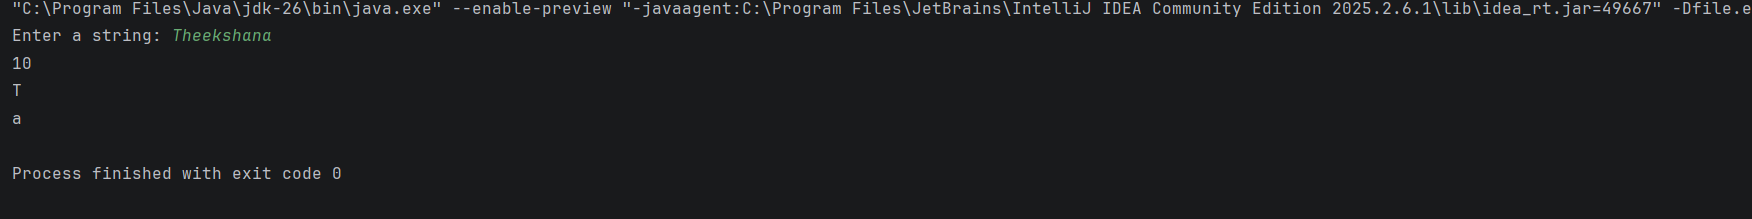 "C:\Program Files\Java\jdk-26\bin\java.exe" --enable-preview "-javaagent:C:\Program Files\JetBrains\IntelliJ IDEA Community Edition 2025.2.6.1\lib\idea_rt.jar=49667" -Dfile.e
Enter a string: Theekshana
10
T
a
Process finished with exit code 0